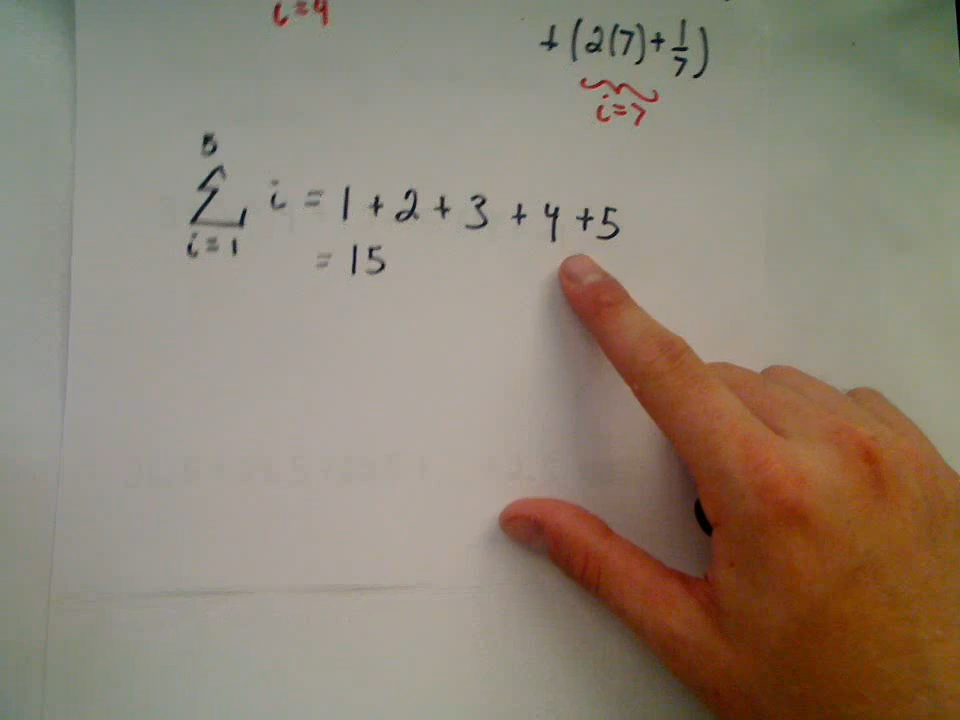 i=4
+ (2(7) + 1/7)
i=7
5
∑ i = 1 + 2 + 3 + 4 + 5
i=1
= 15